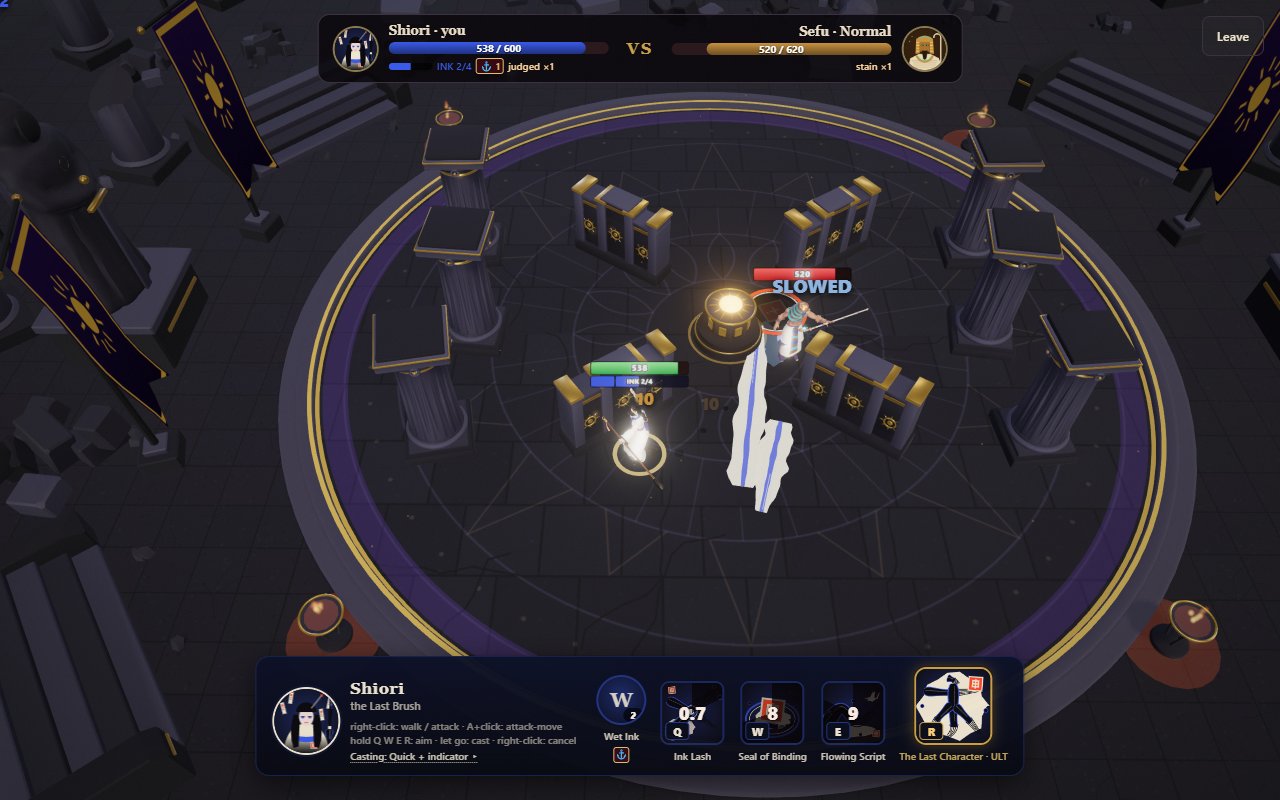 2
Shiori · you
538 / 600
INK 2/4
1
judged ×1
VS
Sefu · Normal
520 / 620
stain ×1
Leave
520
SLOWED
538
INK 2/4
10
10
Shiori
the Last Brush
right-click: walk / attack · A+click: attack-move
hold Q W E R: aim · let go: cast · right-click: cancel
Casting: Quick + indicator ▸
W
2
Wet Ink
0.7
Q
Ink Lash
8
W
Seal of Binding
9
E
Flowing Script
R
The Last Character · ULT